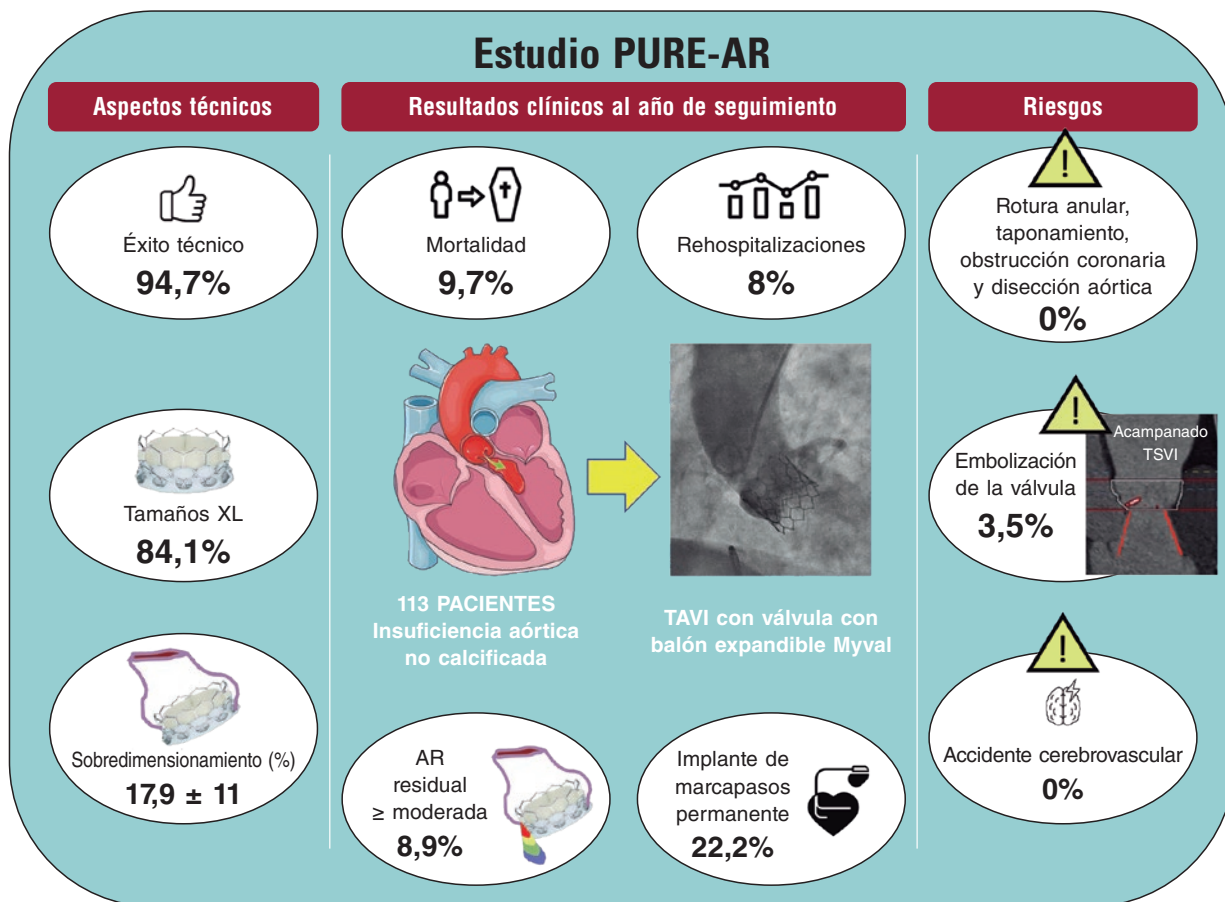 Estudio PURE-AR
Aspectos técnicos
Éxito técnico
94,7%
Tamaños XL
84,1%
Sobredimensionamiento (%)
17,9 ± 11
Resultados clínicos al año de seguimiento
Mortalidad
9,7%
Rehospitalizaciones
8%
113 PACIENTES
Insuficiencia aórtica
no calcificada
TAVI con válvula con
balón expandible Myval
AR
residual
≥ moderada
8,9%
Implante de
marcapasos
permanente
22,2%
Riesgos
!
Rotura anular,
taponamiento,
obstrucción coronaria
y disección aórtica
0%
!
Embolización
de la válvula
3,5%
Acampanado
TSVI
!
Accidente cerebrovascular
0%